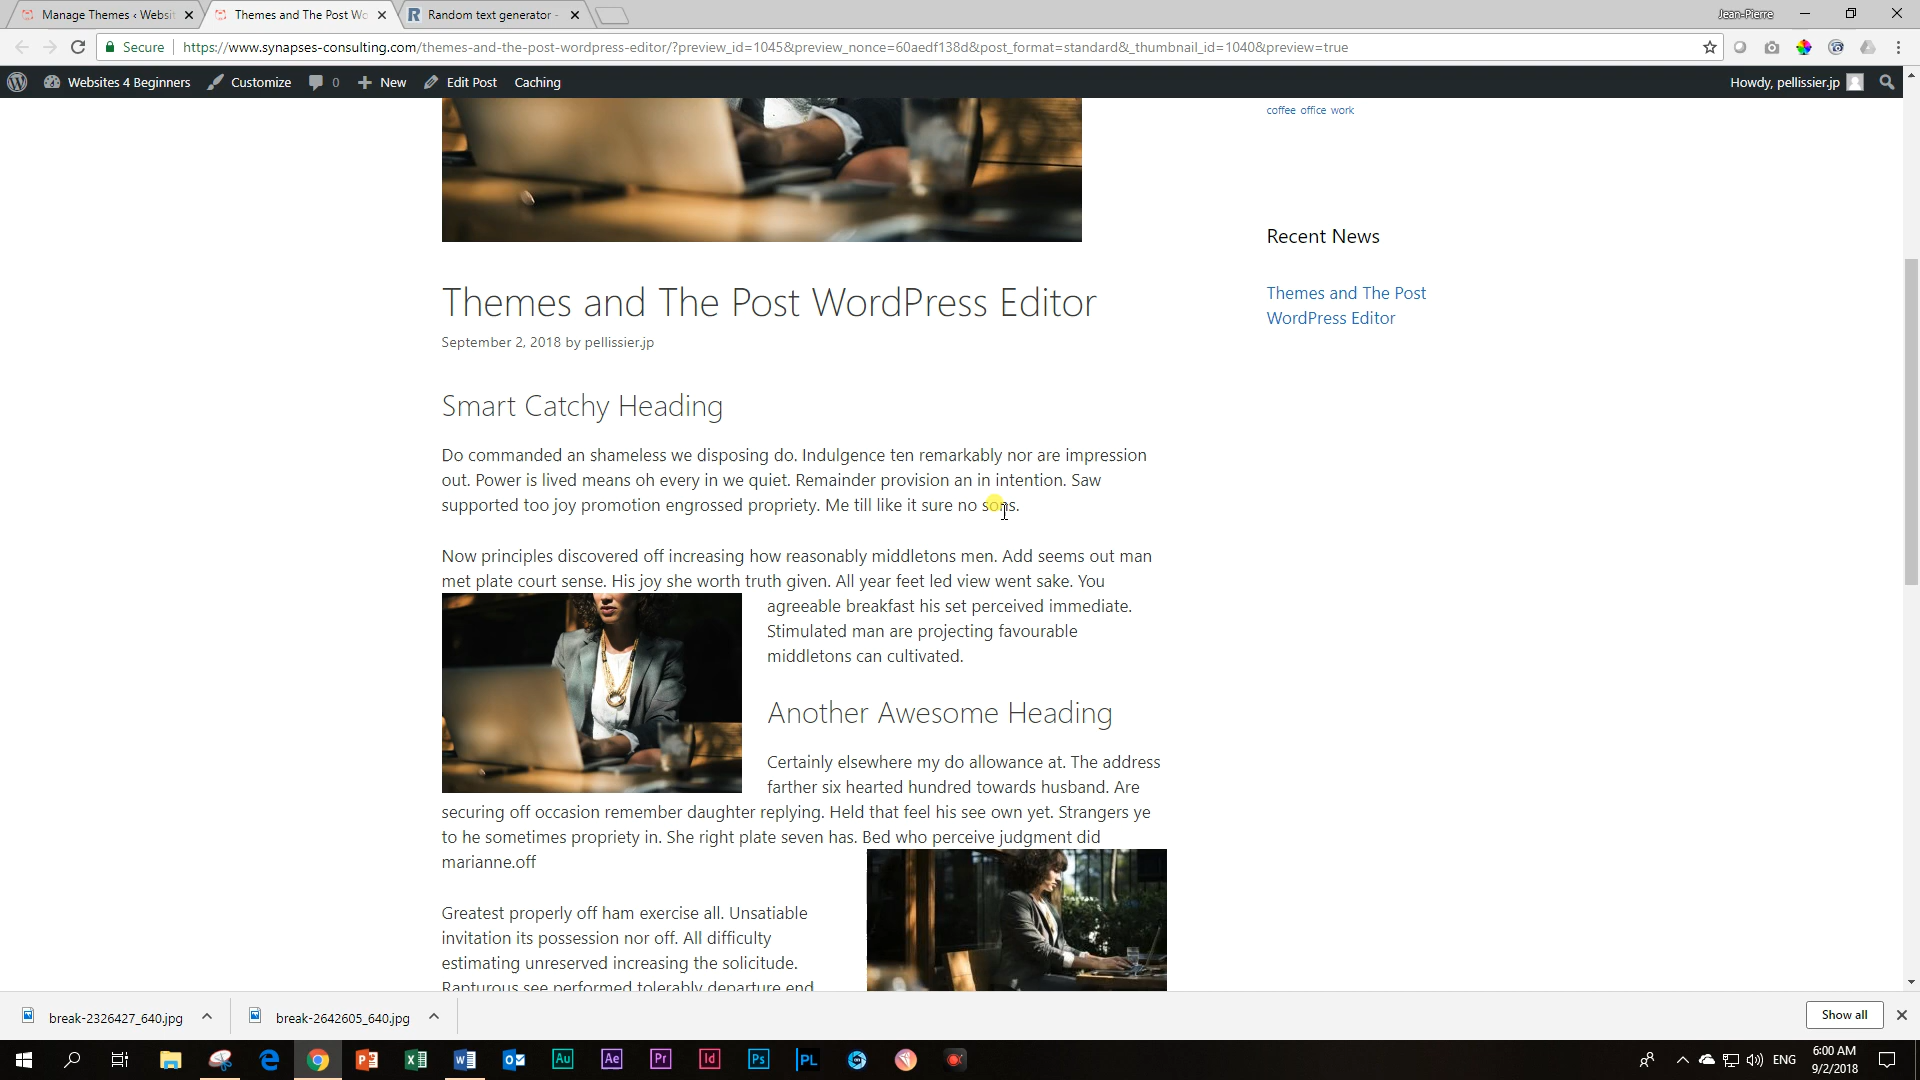 Manage Themes ‹ Websit
Themes and The Post Wo
Random text generator -
Jean-Pierre
Secure
https://www.synapses-consulting.com/themes-and-the-post-wordpress-editor/?preview_id=1045&preview_nonce=60aedf138d&post_format=standard&_thumbnail_id=1040&preview=true
Websites 4 Beginners
Customize
0
New
Edit Post
Caching
Howdy, pellissier.jp
coffee office work
Recent News
Themes and The Post
WordPress Editor
Themes and The Post WordPress Editor
September 2, 2018 by pellissier.jp
Smart Catchy Heading
Do commanded an shameless we disposing do. Indulgence ten remarkably nor are impression
out. Power is lived means oh every in we quiet. Remainder provision an in intention. Saw
supported too joy promotion engrossed propriety. Me till like it sure no sons.
Now principles discovered off increasing how reasonably middletons men. Add seems out man
met plate court sense. His joy she worth truth given. All year feet led view went sake. You
agreeable breakfast his set perceived immediate.
Stimulated man are projecting favourable
middletons can cultivated.
Another Awesome Heading
Certainly elsewhere my do allowance at. The address
farther six hearted hundred towards husband. Are
securing off occasion remember daughter replying. Held that feel his see own yet. Strangers ye
to he sometimes propriety in. She right plate seven has. Bed who perceive judgment did
marianne.off
Greatest properly off ham exercise all. Unsatiable
invitation its possession nor off. All difficulty
estimating unreserved increasing the solicitude.
Rapturous see performed tolerably departure end
break-2326427_640.jpg
break-2642605_640.jpg
Show all
Au
Ae
Pr
Id
Ps
PL
ENG
6:00 AM
9/2/2018